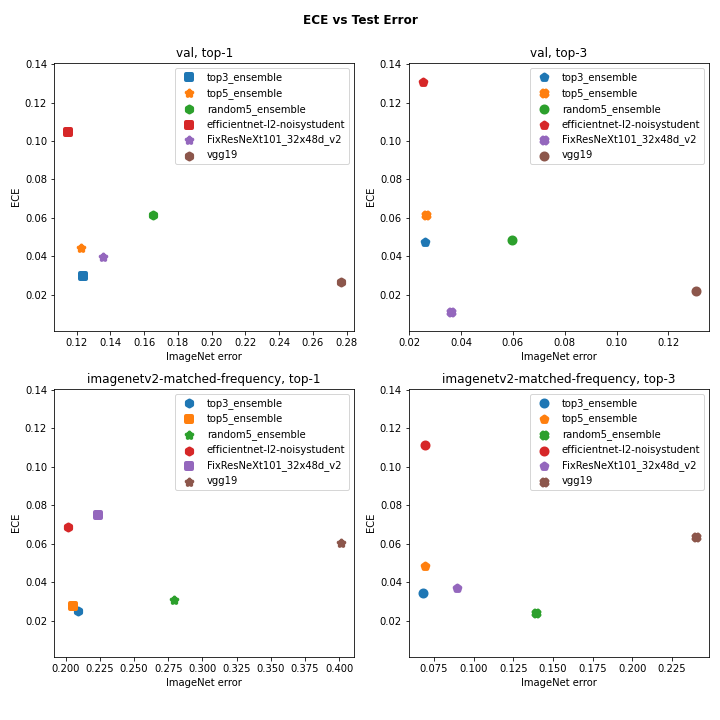 ECE vs Test Error
val, top-1
0.14
0.12
0.10
0.08
0.06
0.04
0.02
ECE
top3_ensemble
top5_ensemble
random5_ensemble
efficientnet-l2-noisystudent
FixResNeXt101_32x48d_v2
vgg19
0.12 0.14 0.16 0.18 0.20 0.22 0.24 0.26 0.28
ImageNet error
val, top-3
0.14
0.12
0.10
0.08
0.06
0.04
0.02
ECE
top3_ensemble
top5_ensemble
random5_ensemble
efficientnet-l2-noisystudent
FixResNeXt101_32x48d_v2
vgg19
0.02 0.04 0.06 0.08 0.10 0.12
ImageNet error
imagenetv2-matched-frequency, top-1
0.14
0.12
0.10
0.08
0.06
0.04
0.02
ECE
top3_ensemble
top5_ensemble
random5_ensemble
efficientnet-l2-noisystudent
FixResNeXt101_32x48d_v2
vgg19
0.200 0.225 0.250 0.275 0.300 0.325 0.350 0.375 0.400
ImageNet error
imagenetv2-matched-frequency, top-3
0.14
0.12
0.10
0.08
0.06
0.04
0.02
ECE
top3_ensemble
top5_ensemble
random5_ensemble
efficientnet-l2-noisystudent
FixResNeXt101_32x48d_v2
vgg19
0.075 0.100 0.125 0.150 0.175 0.200 0.225
ImageNet error